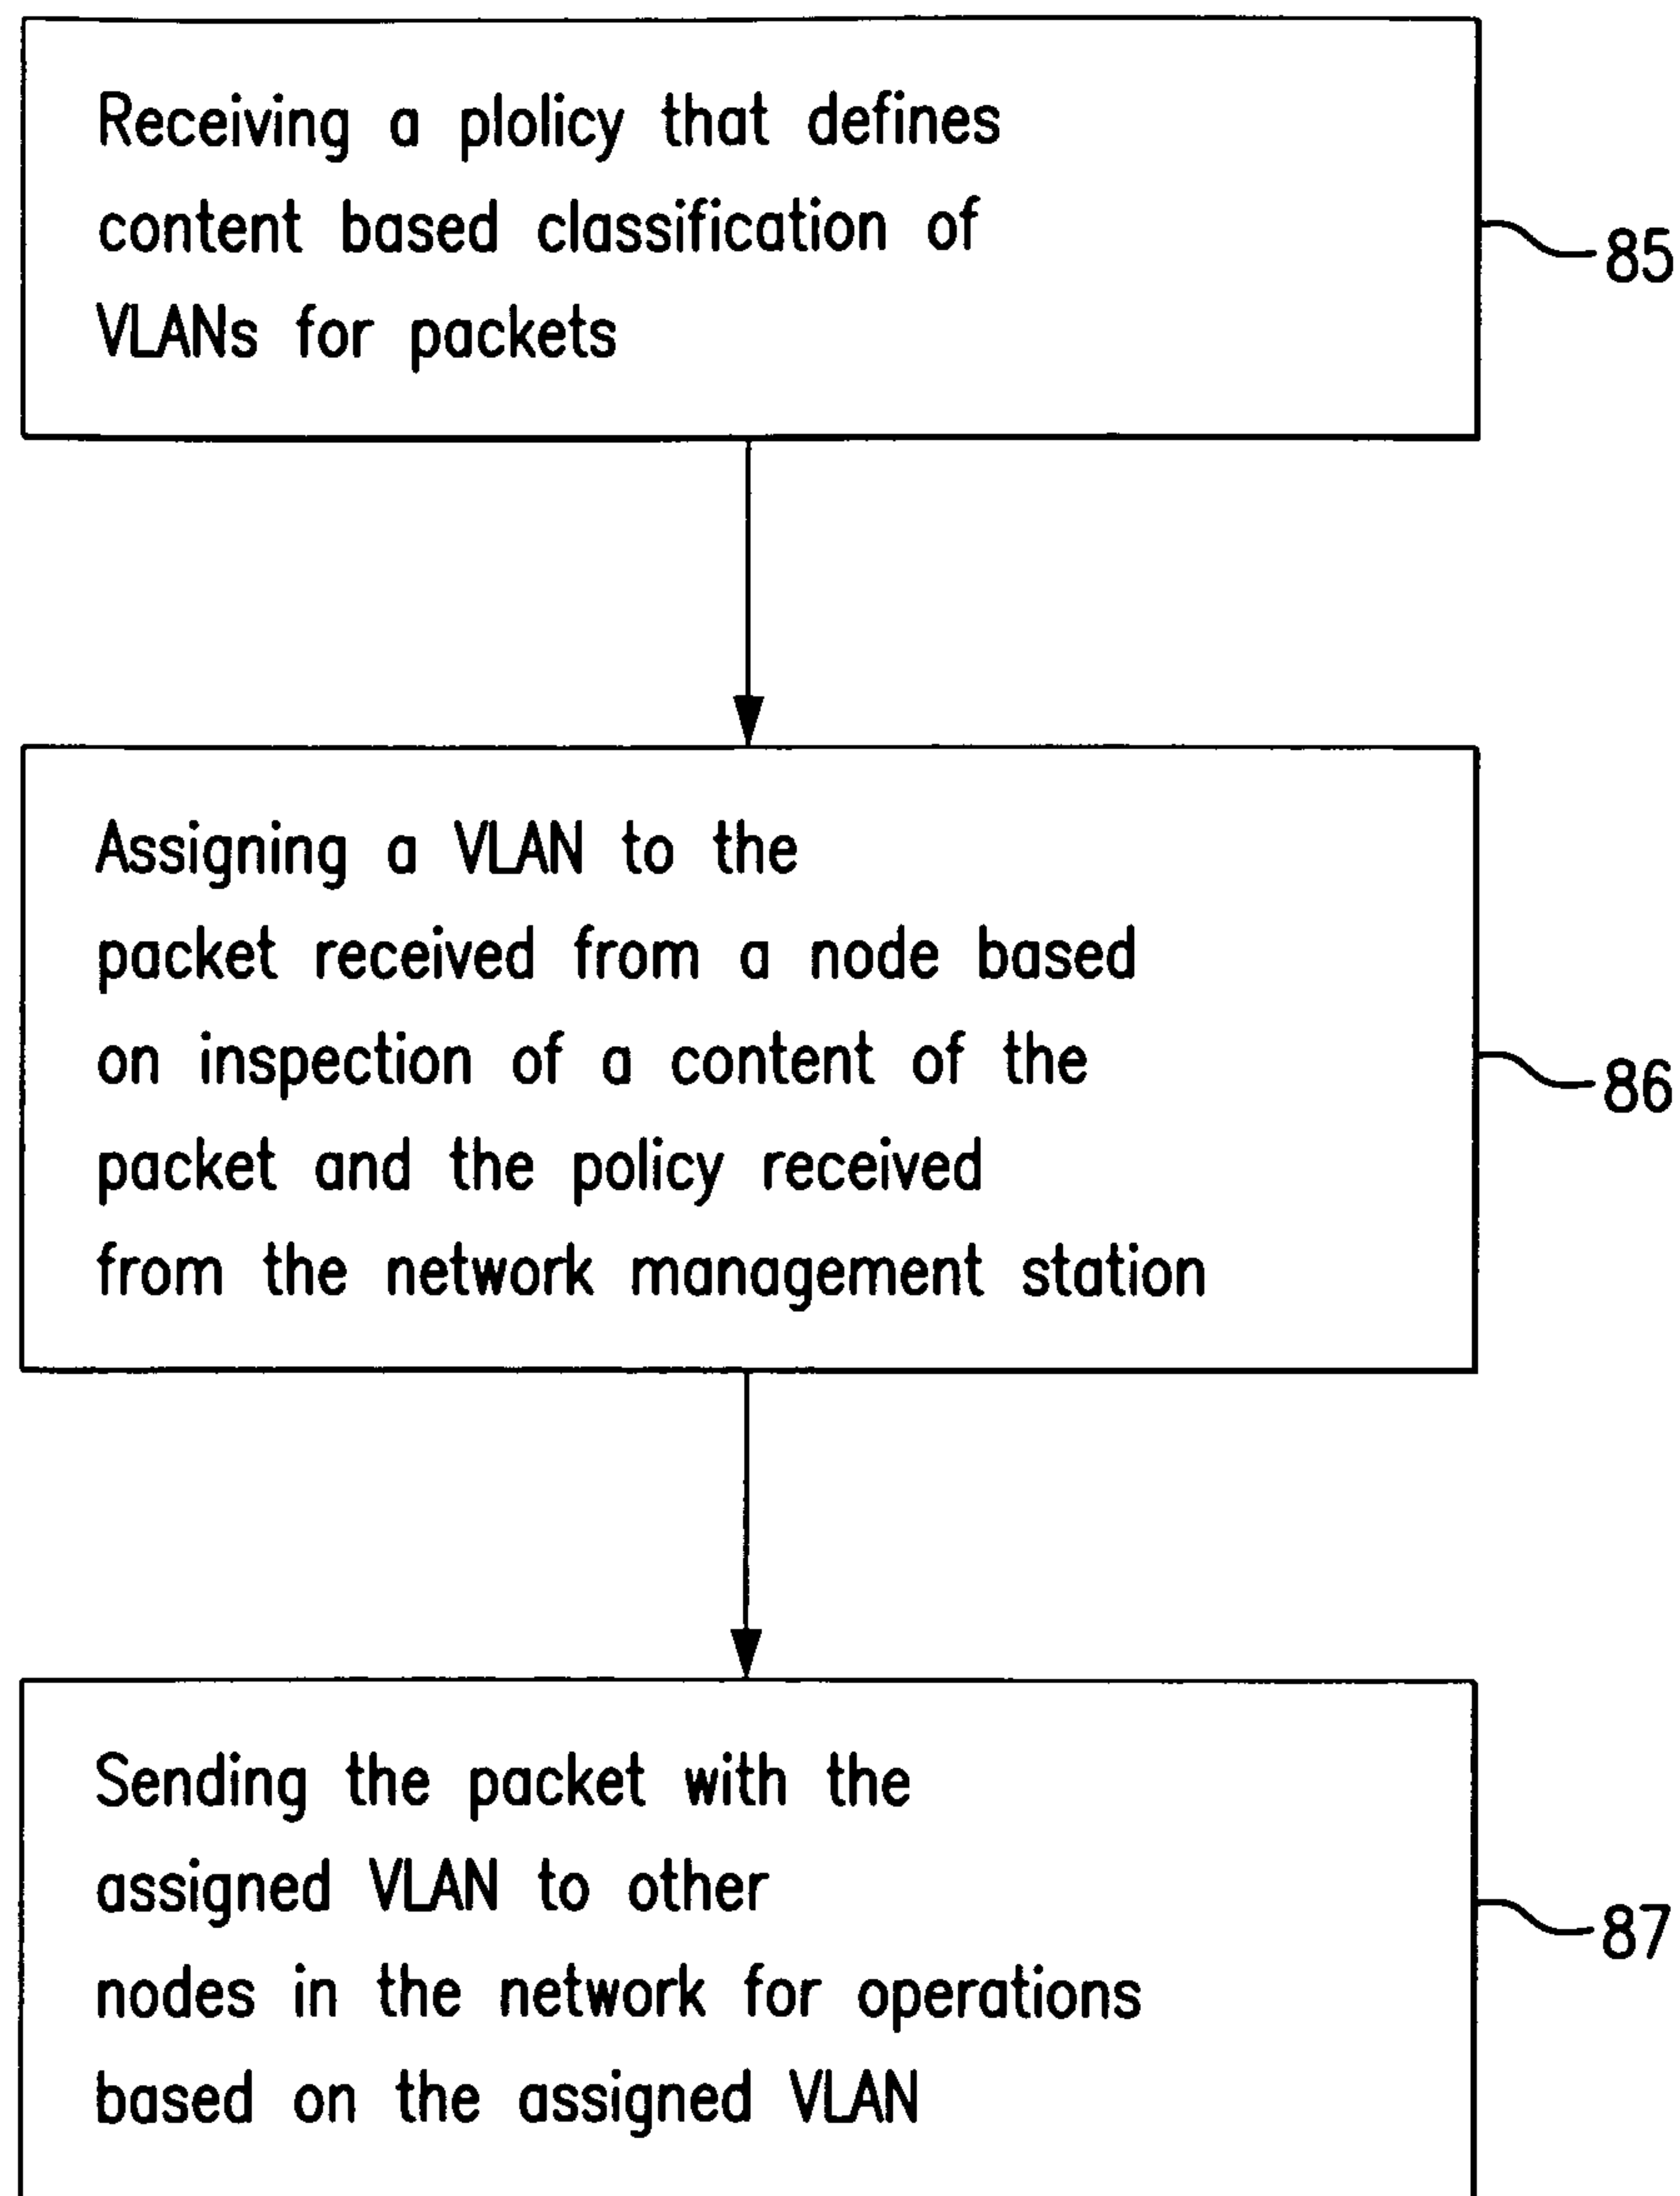 Receiving a plolicy that defines
content based classification of
VLANs for packets
85
Assigning a VLAN to the
packet received from a node based
on inspection of a content of the
packet and the policy received
from the network management station
86
Sending the packet with the
assigned VLAN to other
nodes in the network for operations
based on the assigned VLAN
87